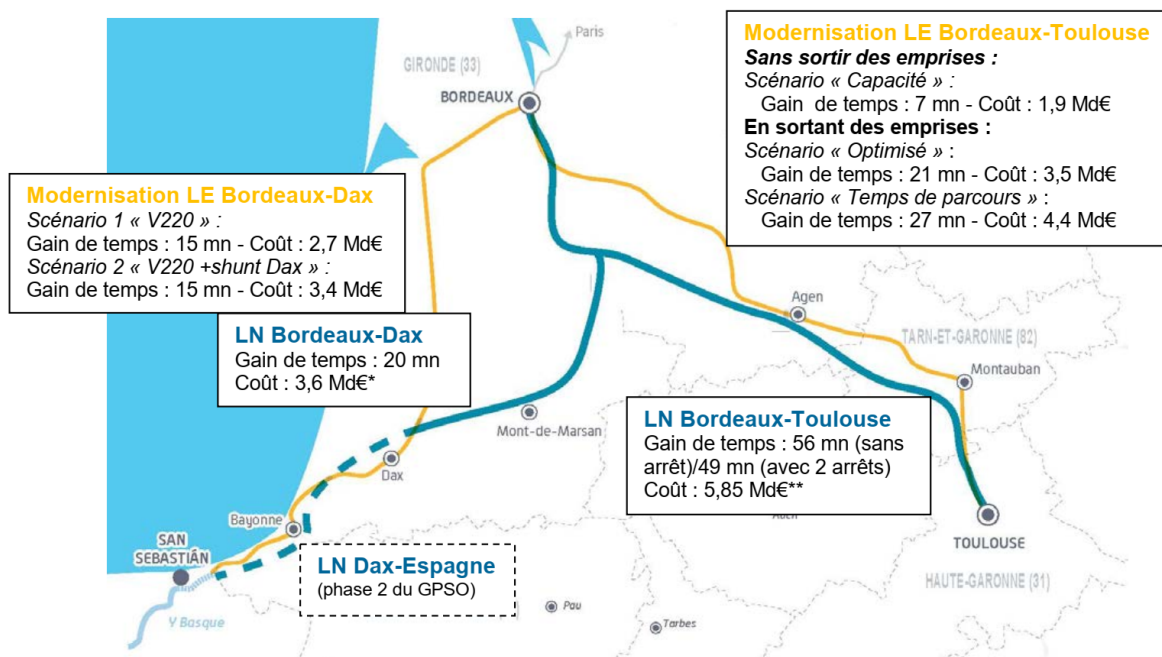 Paris
GIRONDE (33)
BORDEAUX
Modernisation LE Bordeaux-Toulouse
Sans sortir des emprises :
Scénario « Capacité » :
Gain de temps : 7 mn - Coût : 1,9 Md€
En sortant des emprises :
Scénario « Optimisé » :
Gain de temps : 21 mn - Coût : 3,5 Md€
Scénario « Temps de parcours » :
Gain de temps : 27 mn - Coût : 4,4 Md€
Modernisation LE Bordeaux-Dax
Scénario 1 « V220 » :
Gain de temps : 15 mn - Coût : 2,7 Md€
Scénario 2 « V220 +shunt Dax » :
Gain de temps : 15 mn - Coût : 3,4 Md€
LN Bordeaux-Dax
Gain de temps : 20 mn
Coût : 3,6 Md€*
Agen
TARN-ET-GARONNE (82)
Montauban
Mont-de-Marsan
LN Bordeaux-Toulouse
Gain de temps : 56 mn (sans
arrêt)/49 mn (avec 2 arrêts)
Coût : 5,85 Md€**
Dax
Bayonne
SAN
SEBASTIÁN
LN Dax-Espagne
(phase 2 du GPSO)
TOULOUSE
HAUTE-GARONNE (31)
Y Basque
Pau
Tarbes